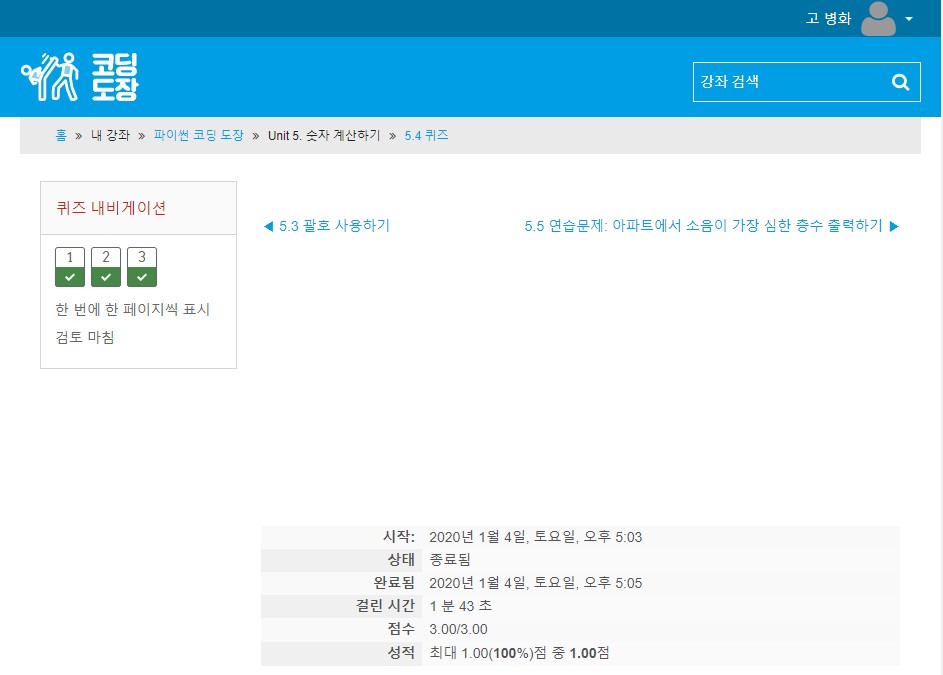 고 병화
코딩
도장
강좌 검색
홈 » 내 강좌 » 파이썬 코딩 도장 » Unit 5. 숫자 계산하기 » 5.4 퀴즈
퀴즈 내비게이션
1 2 3
한 번에 한 페이지씩 표시
검토 마침
◀ 5.3 괄호 사용하기
5.5 연습문제: 아파트에서 소음이 가장 심한 층수 출력하기 ▶
시작: 2020년 1월 4일, 토요일, 오후 5:03
상태 종료됨
완료됨 2020년 1월 4일, 토요일, 오후 5:05
걸린 시간 1 분 43 초
점수 3.00/3.00
성적 최대 1.00(100%)점 중 1.00점